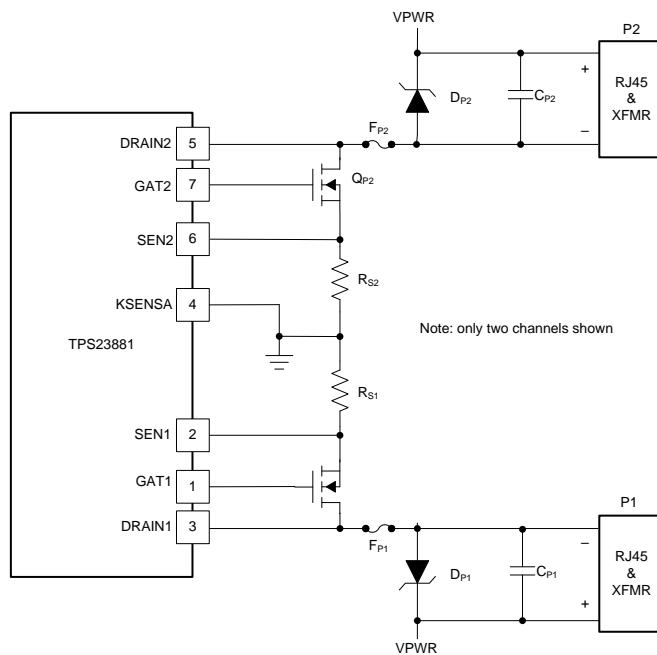 VPWR
P2
+
RJ45
&
XFMR
–
DP2
CP2
FP2
DRAIN2
5
GAT2
7
QP2
SEN2
6
RS2
KSENSA
4
TPS23881
Note: only two channels shown
RS1
SEN1
2
GAT1
1
DRAIN1
3
FP1
P1
–
RJ45
&
XFMR
+
DP1
CP1
VPWR